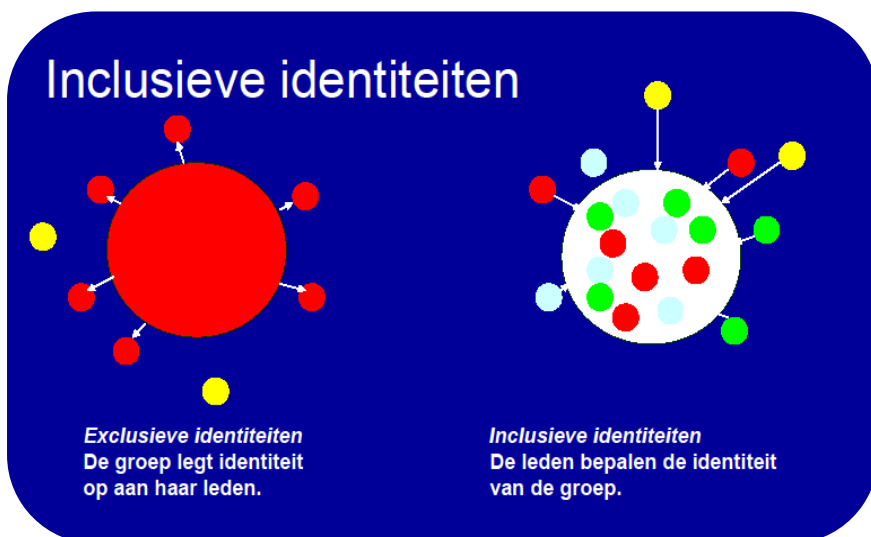 Inclusieve identiteiten
Exclusieve identiteiten
De groep legt identiteit
op aan haar leden.
Inclusieve identiteiten
De leden bepalen de identiteit
van de groep.